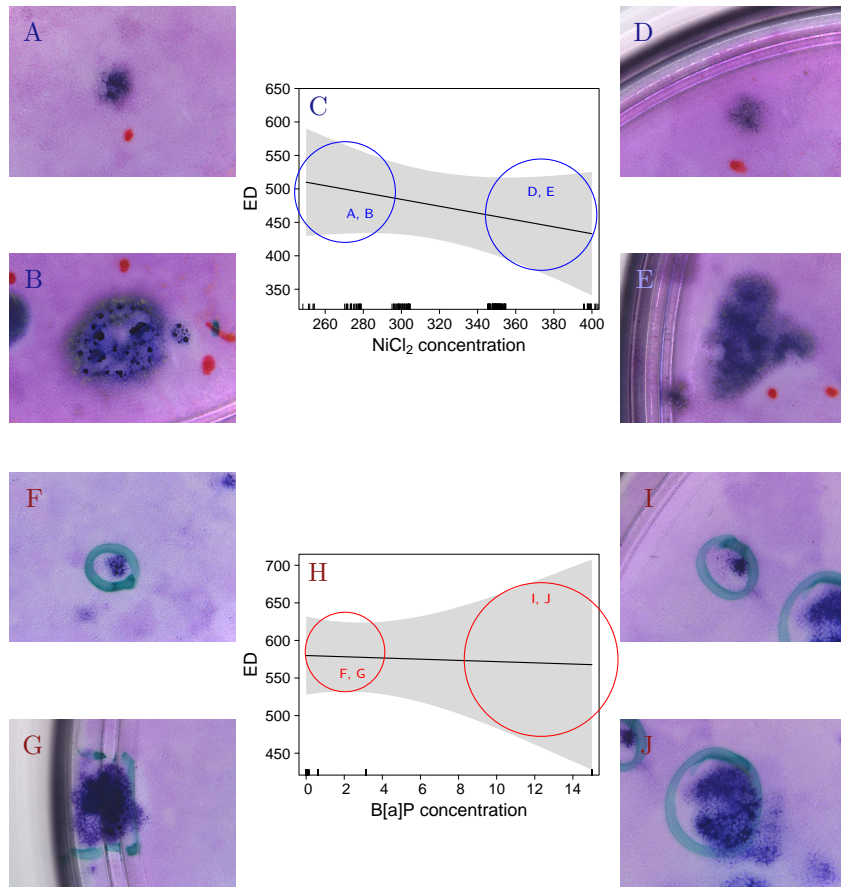 A
D
650
600
550
500
450
400
350
C
D, E
A, B
ED
260 280 300 320 340 360 380 400
NiCl2 concentration
B
E
F
I
700
650
600
550
500
450
H
I, J
F, G
ED
0 2 4 6 8 10 12 14
B[a]P concentration
G
J